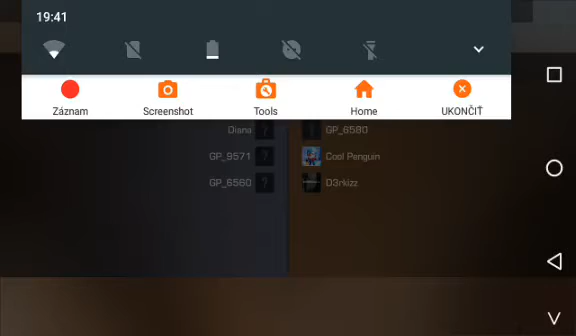 19:41
Záznam
Screenshot
Tools
Home
UKONČIŤ
Diana ?
GP_6580
GP_9571 ?
Cool Penguin
GP_6560 ?
D3rkizz